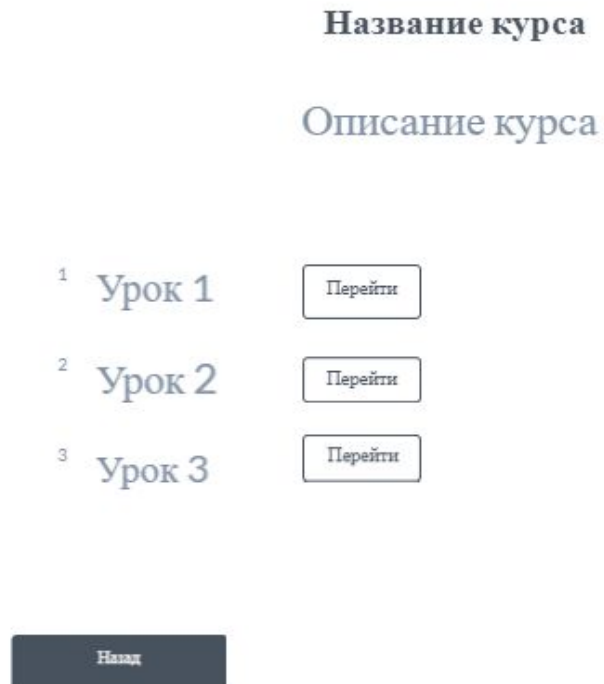 Название курса
Описание курса
1 Урок 1 Перейти
2 Урок 2 Перейти
3 Урок 3 Перейти
Назад